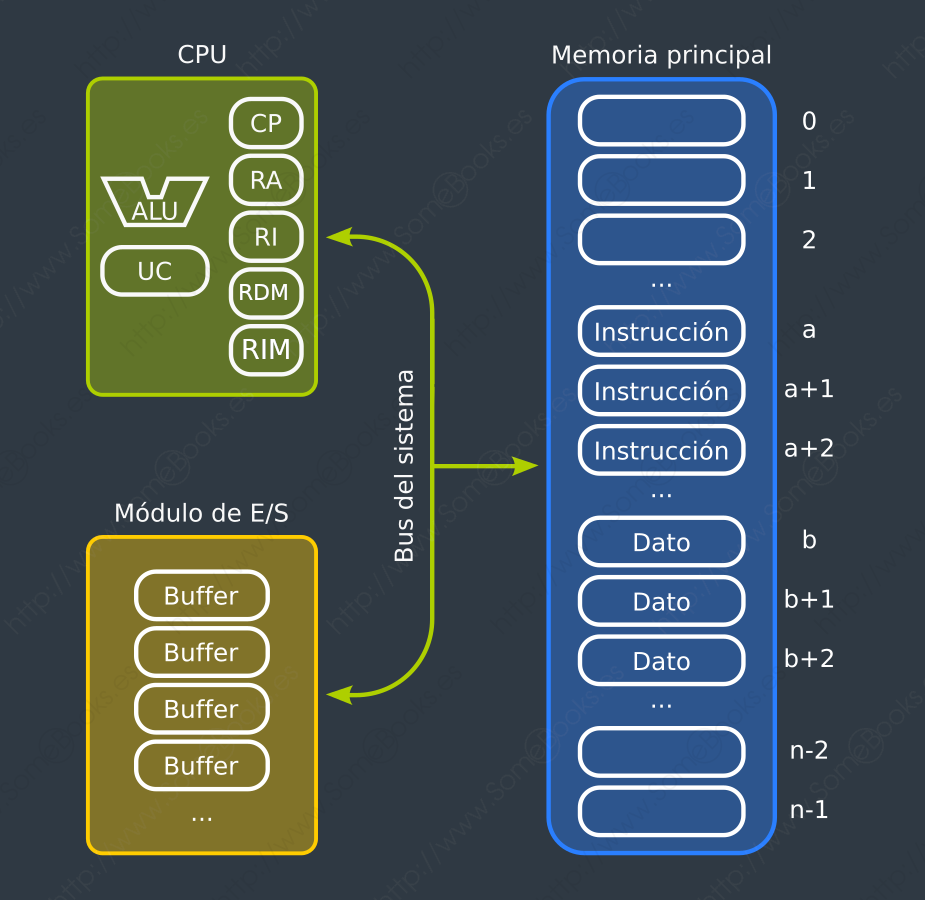 CPU
CP
RA
ALU
RI
UC
RDM
RIM
Módulo de E/S
Buffer
Buffer
Buffer
Buffer
...
Bus del sistema
Memoria principal
0
1
2
...
Instrucción a
Instrucción a+1
Instrucción a+2
...
Dato b
Dato b+1
Dato b+2
...
n-2
n-1
http://www.SomeBooks.es